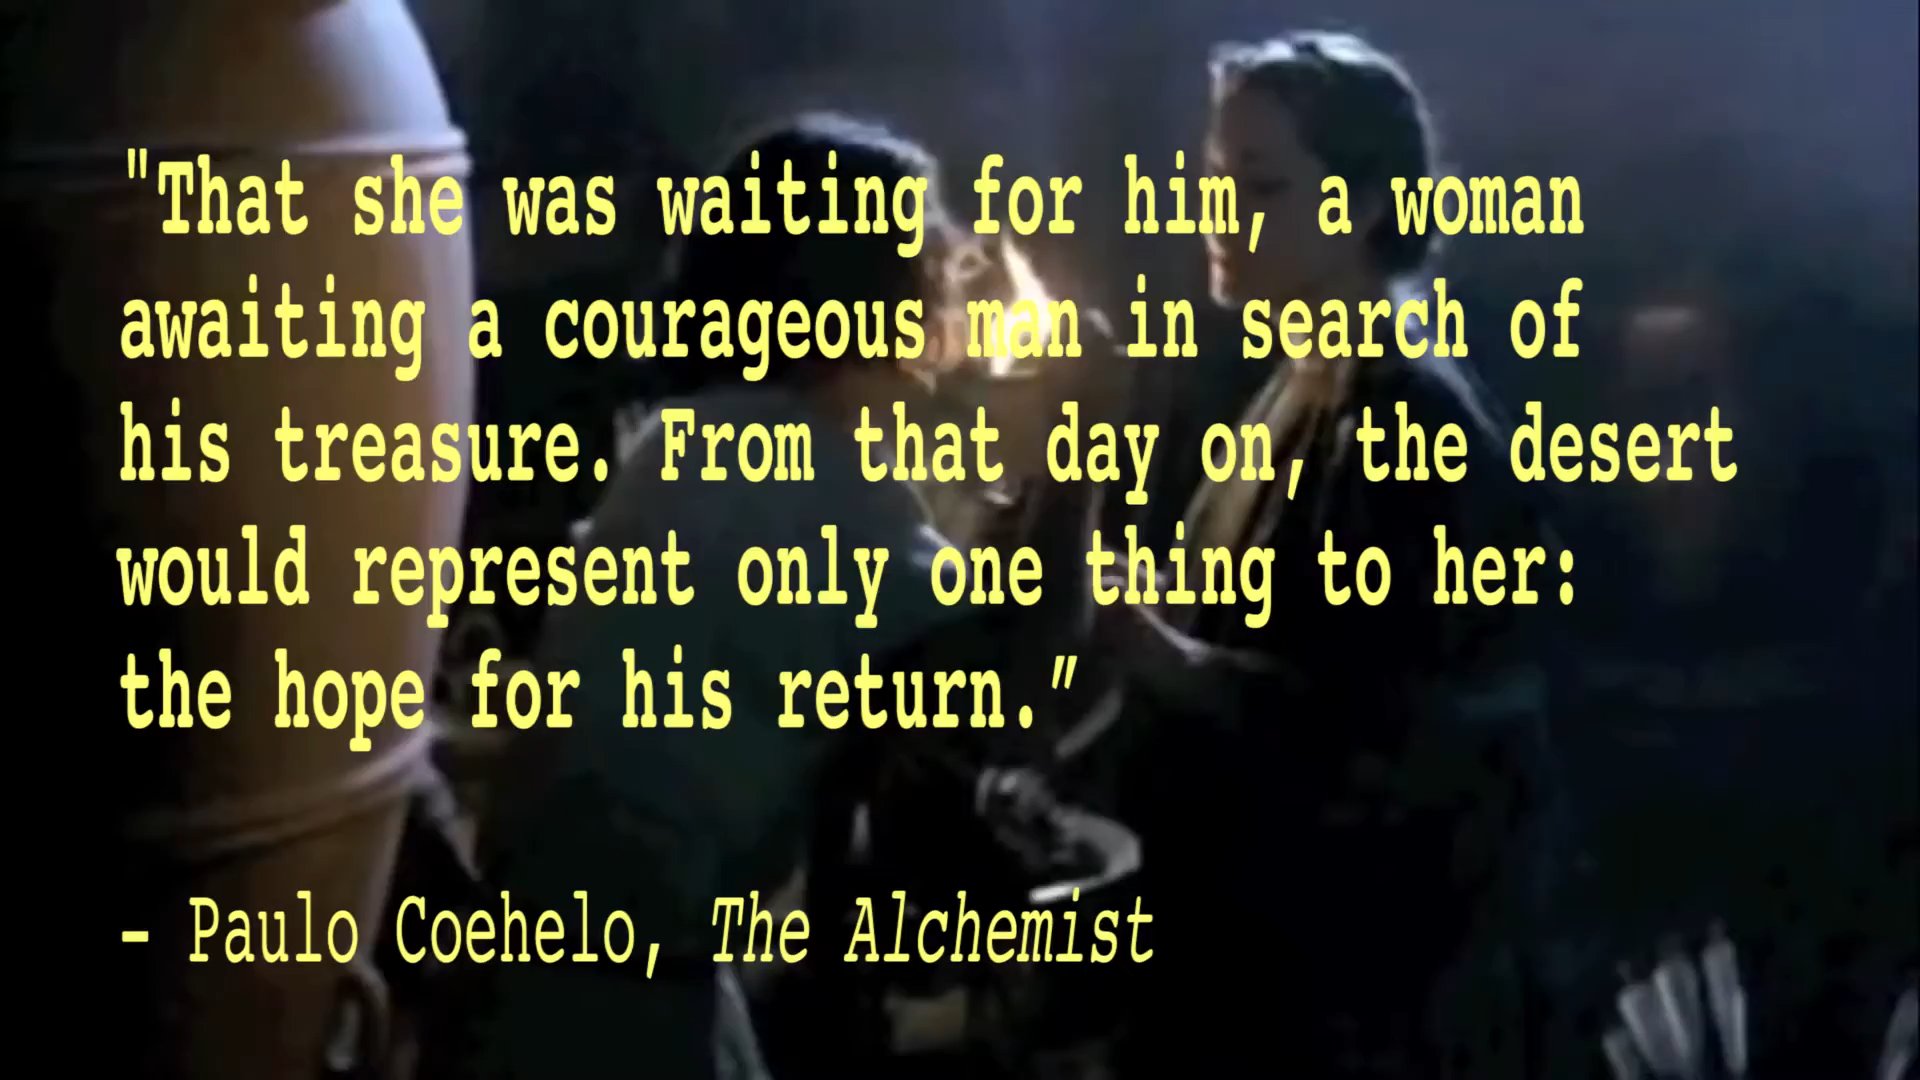 "That she was waiting for him, a woman
awaiting a courageous man in search of
his treasure. From that day on, the desert
would represent only one thing to her:
the hope for his return.”
– Paulo Coehelo, The Alchemist